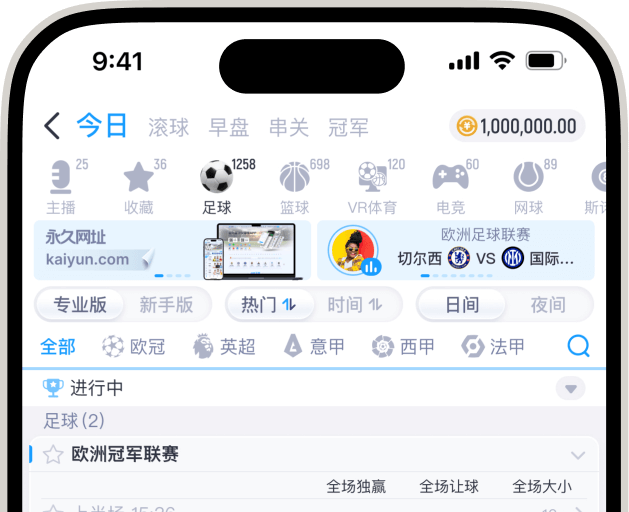 9:41
今日 滚球 早盘 串关 冠军 1,000,000.00
25 36 1258 698 120 60 89
主播 收藏 足球 篮球 VR体育 电竞 网球
永久网址
kaiyun.com
欧洲足球联赛
切尔西 VS 国际...
专业版 新手版 热门 时间 日间 夜间
全部 欧冠 英超 意甲 西甲 法甲
进行中
足球(2)
欧洲冠军联赛
全场独赢 全场让球 全场大小